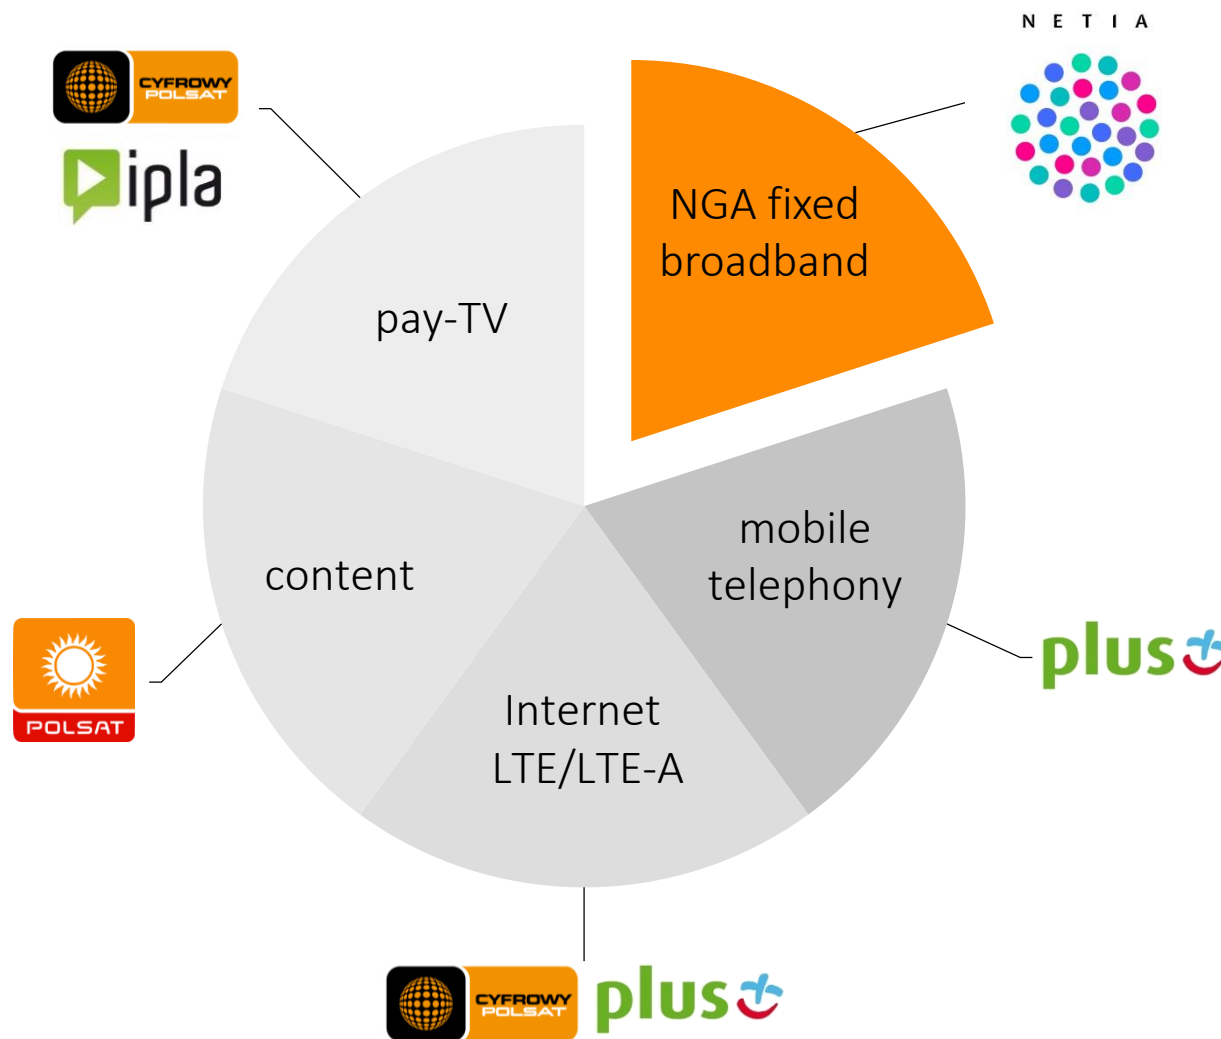 NETIA
CYFROWY
POLSAT
ipla
NGA fixed
broadband
pay-TV
mobile
telephony
content
plus
POLSAT
Internet
LTE/LTE-A
CYFROWY
POLSAT
plus